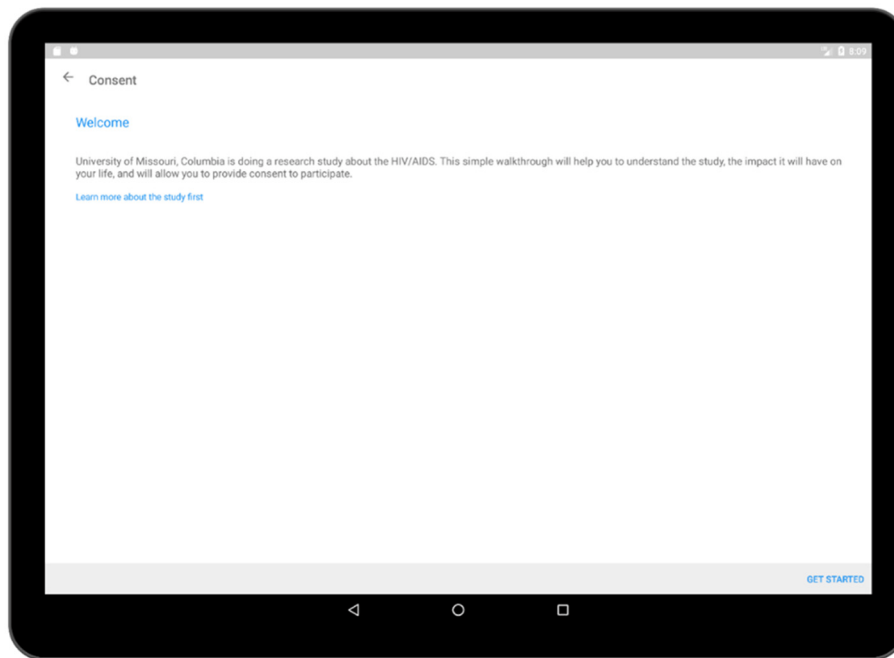 8:09
Consent
Welcome
University of Missouri, Columbia is doing a research study about the HIV/AIDS. This simple walkthrough will help you to understand the study, the impact it will have on
your life, and will allow you to provide consent to participate.
Learn more about the study first
GET STARTED